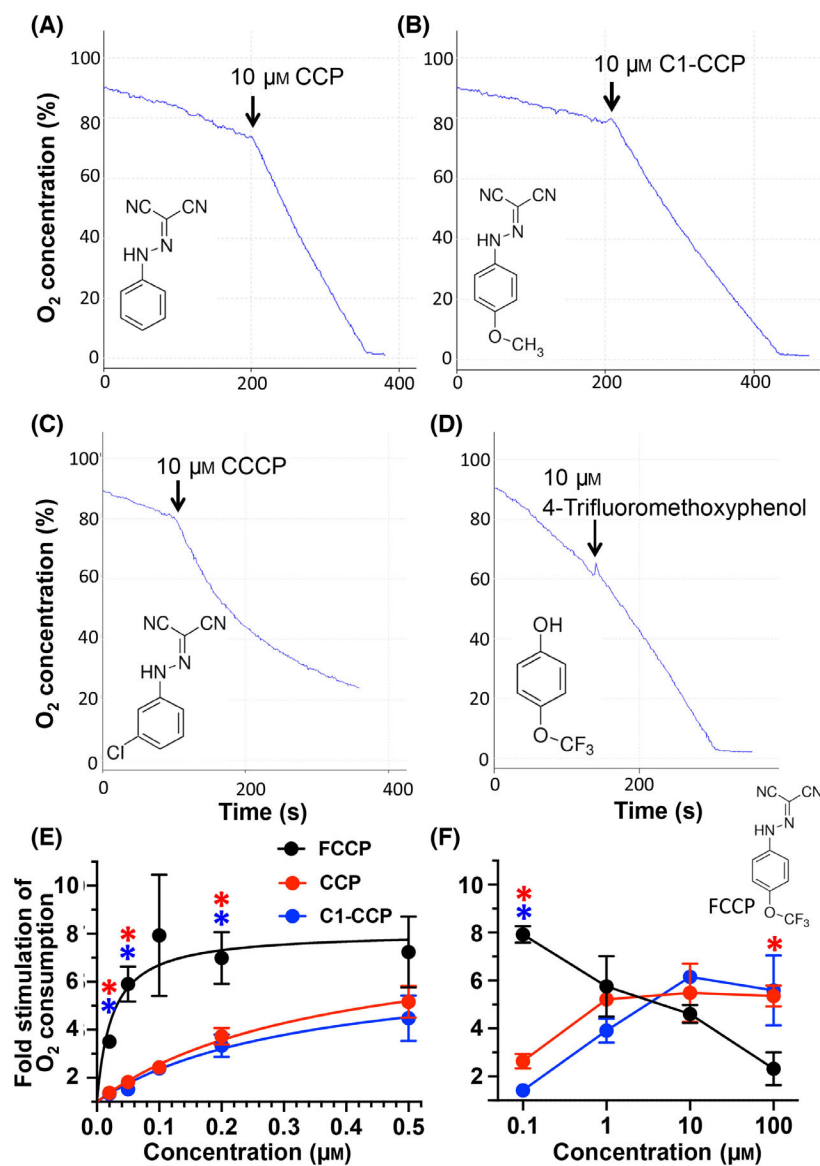 (A)
100
80
60
40
20
0
O2 concentration (%)
10 μM CCP
NC CN
N
HN
0 200 400
(B)
100
80
60
40
20
0
10 μM C1-CCP
NC CN
N
HN
O
CH3
0 200 400
(C)
100
80
60
40
20
0
O2 concentration (%)
10 μM CCCP
NC CN
N
HN
Cl
0 200 400
Time (s)
(D)
100
80
60
40
20
0
10 μM
4-Trifluoromethoxyphenol
OH
O
CF3
0 200
Time (s)
(E)
Fold stimulation of
O2 consumption
10
8
6
4
2
FCCP
CCP
C1-CCP
* * *
* * *
0.0 0.1 0.2 0.3 0.4 0.5
Concentration (μM)
(F)
10
8
6
4
2
*
*
*
NC CN
N
HN
FCCP
O
CF3
0.1 1 10 100
Concentration (μM)